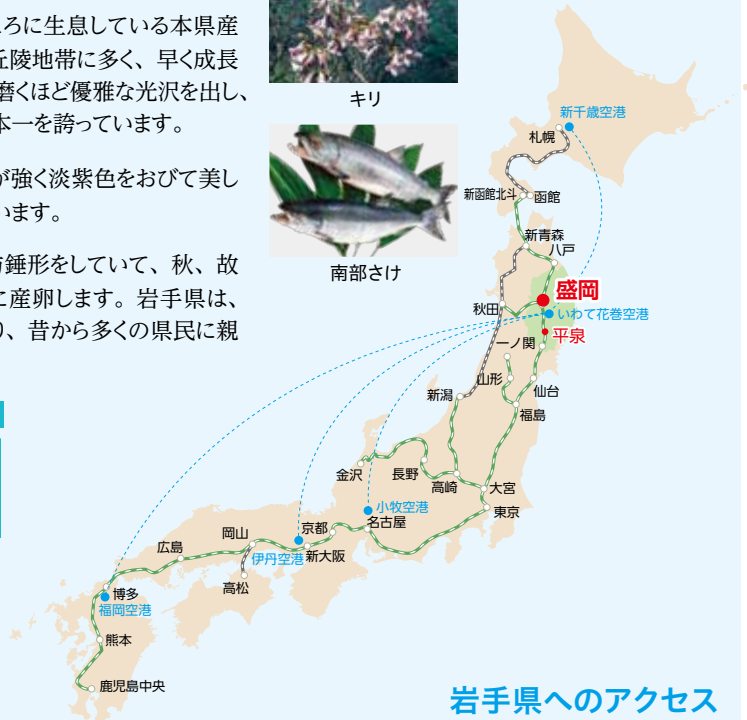 ろに生息している本県産
丘陵地帯に多く、早く成長
磨くほど優雅な光沢を出し、
本一を誇っています。
が強く淡紫色をおびて美し
います。
錘形をしていて、秋、故
に産卵します。岩手県は、
り、昔から多くの県民に親
キリ
南部さけ
新千歳空港
札幌
新函館北斗
函館
新青森
八戸
盛岡
秋田
いわて花巻空港
平泉
一ノ関
山形
仙台
新潟
福島
金沢
長野
高崎
大宮
小牧空港
名古屋
東京
京都
岡山
広島
伊丹空港
新大阪
高松
博多
福岡空港
熊本
鹿児島中央
岩手県へのアクセス